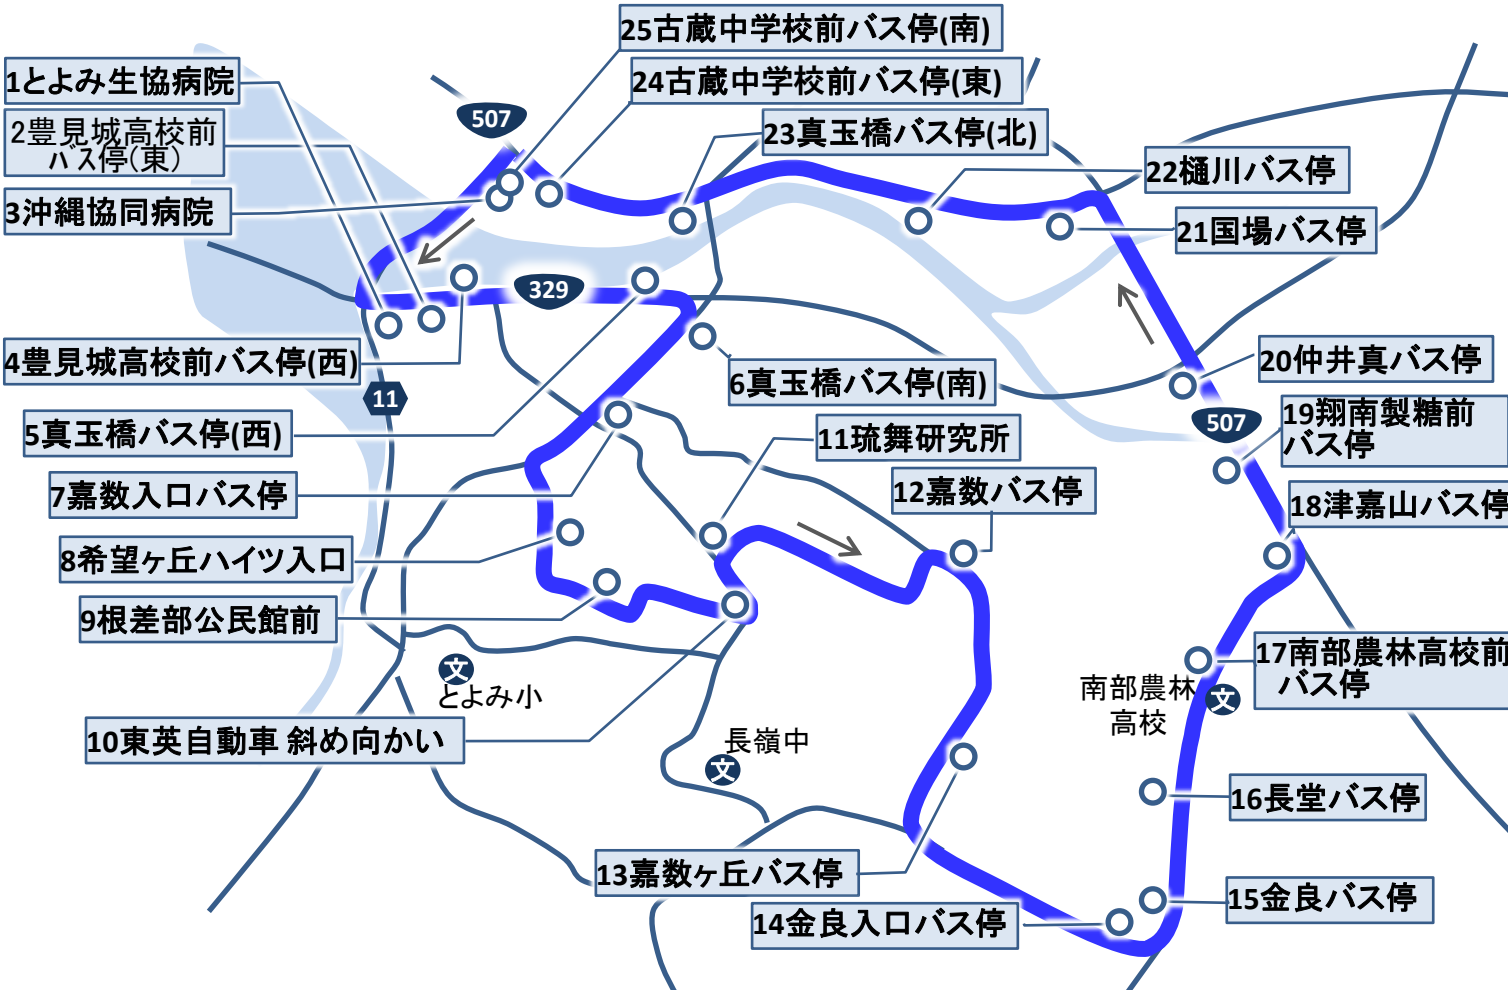 25古蔵中学校前バス停(南)
24古蔵中学校前バス停(東)
1とよみ生協病院
507
2豊見城高校前
バス停(東)
23真玉橋バス停(北)
22樋川バス停
3沖縄協同病院
21国場バス停
329
4豊見城高校前バス停(西)
20仲井真バス停
6真玉橋バス停(南)
11
507
19翔南製糖前
バス停
5真玉橋バス停(西)
11琉舞研究所
7嘉数入口バス停
12嘉数バス停
18津嘉山バス停
8希望ヶ丘ハイツ入口
9根差部公民館前
17南部農林高校前
バス停
文
とよみ小
南部農林
高校
文
10東英自動車 斜め向かい
長嶺中
文
16長堂バス停
13嘉数ヶ丘バス停
15金良バス停
14金良入口バス停